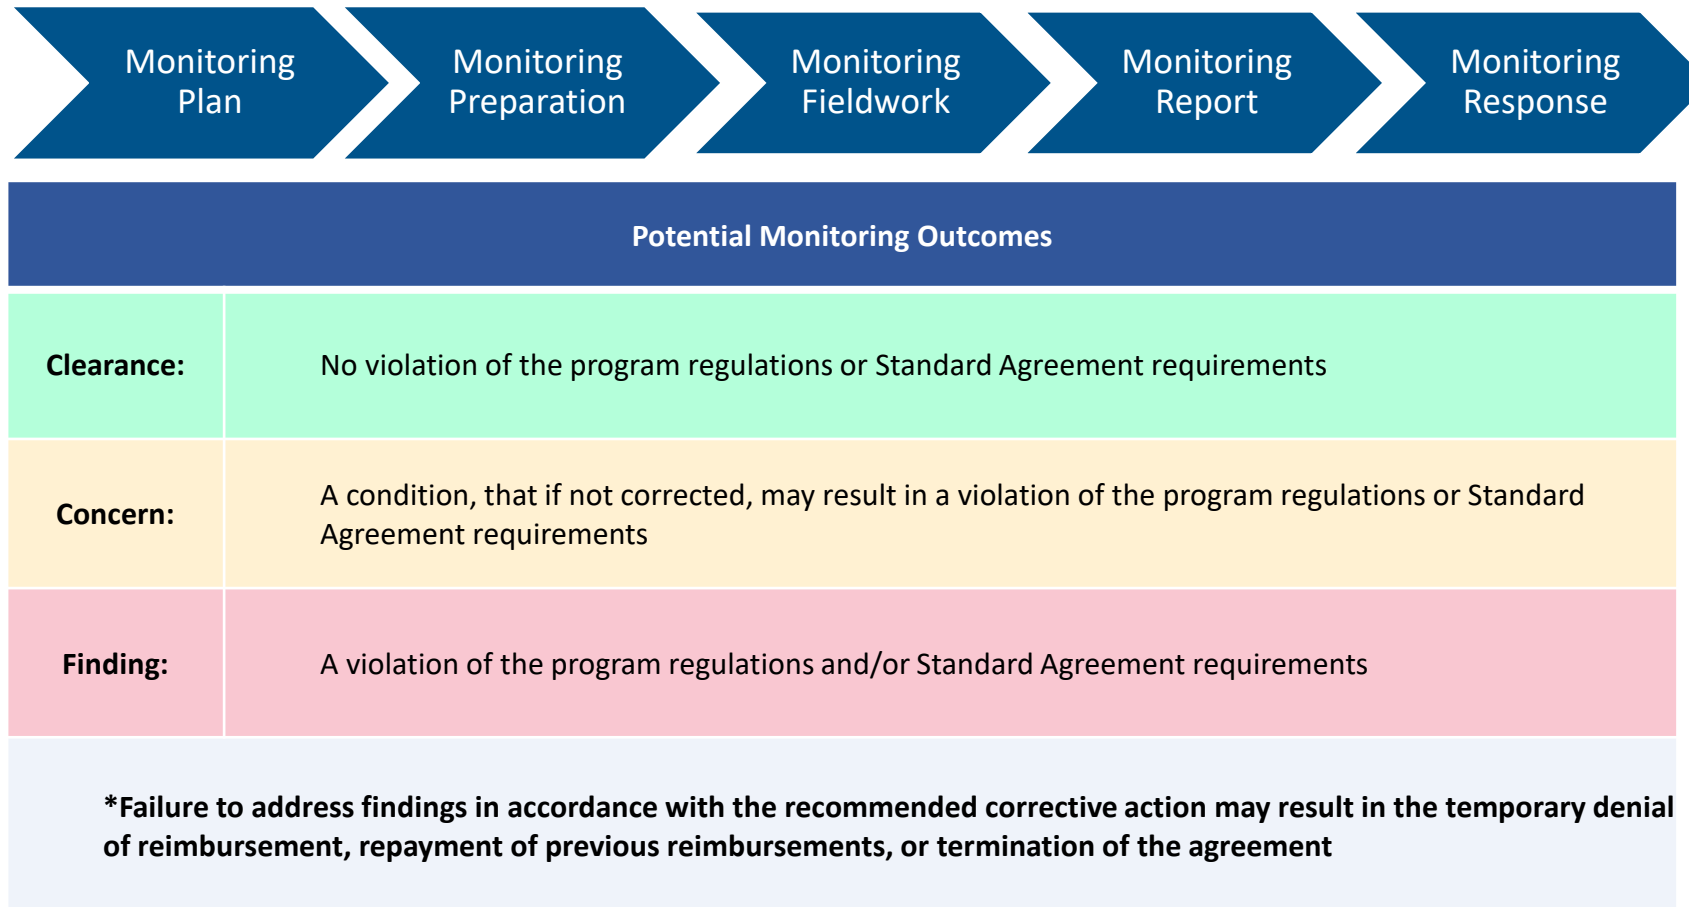 Monitoring
Plan
Monitoring
Preparation
Monitoring
Fieldwork
Monitoring
Report
Monitoring
Response
Potential Monitoring Outcomes
Clearance:
No violation of the program regulations or Standard Agreement requirements
Concern:
A condition, that if not corrected, may result in a violation of the program regulations or Standard
Agreement requirements
Finding:
A violation of the program regulations and/or Standard Agreement requirements
*Failure to address findings in accordance with the recommended corrective action may result in the temporary denial
of reimbursement, repayment of previous reimbursements, or termination of the agreement